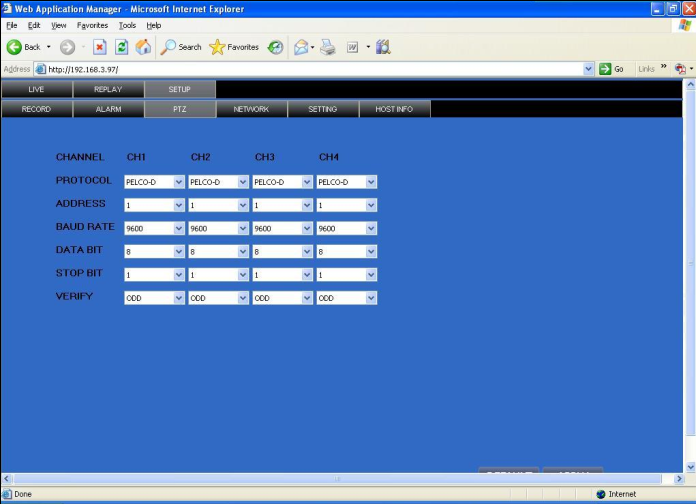 Web Application Manager - Microsoft Internet Explorer
File Edit View Favorites Tools Help
Back Search Favorites
Address http://192.168.3.97/ Go Links »
LIVE REPLAY SETUP
RECORD ALARM PTZ NETWORK SETTING HOST INFO
CHANNEL CH1 CH2 CH3 CH4
PROTOCOL PELCO-D PELCO-D PELCO-D PELCO-D
ADDRESS 1 1 1 1
BAUD RATE 9600 9600 9600 9600
DATA BIT 8 8 8 8
STOP BIT 1 1 1 1
VERIFY ODD ODD ODD ODD
Done Internet